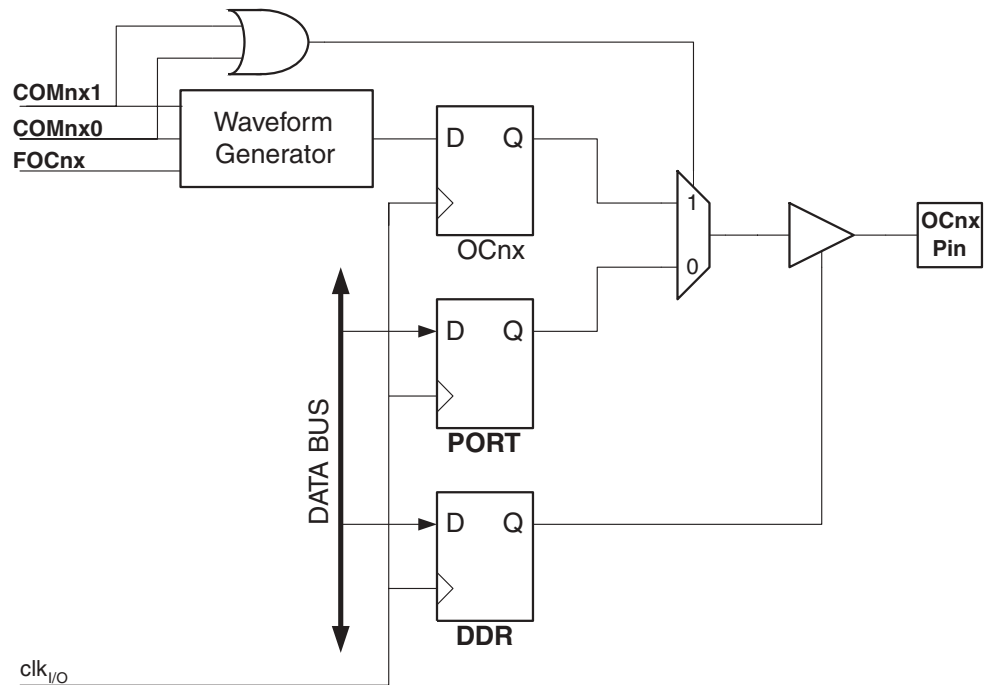 COMnx1
COMnx0
FOCnx
Waveform
Generator
D Q
OCnx
1
0
OCnx
Pin
D Q
PORT
DATA BUS
D Q
DDR
clkI/O